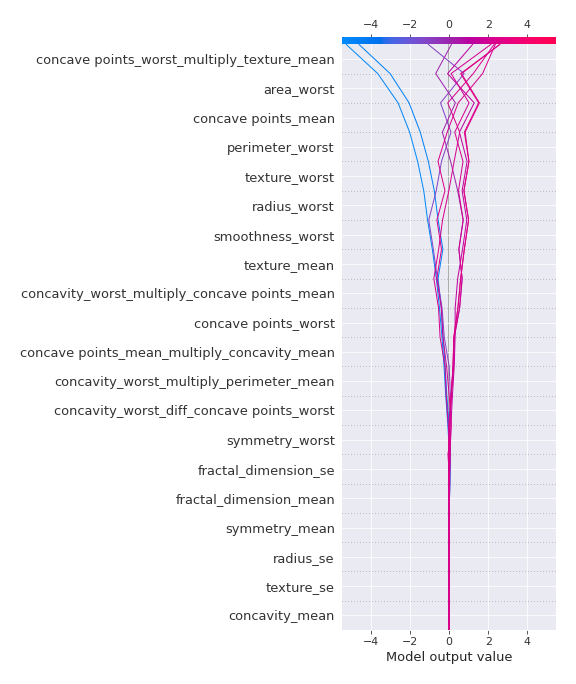 −4 −2 0 2 4
concave points_worst_multiply_texture_mean
area_worst
concave points_mean
perimeter_worst
texture_worst
radius_worst
smoothness_worst
texture_mean
concavity_worst_multiply_concave points_mean
concave points_worst
concave points_mean_multiply_concavity_mean
concavity_worst_multiply_perimeter_mean
concavity_worst_diff_concave points_worst
symmetry_worst
fractal_dimension_se
fractal_dimension_mean
symmetry_mean
radius_se
texture_se
concavity_mean
−4 −2 0 2 4
Model output value